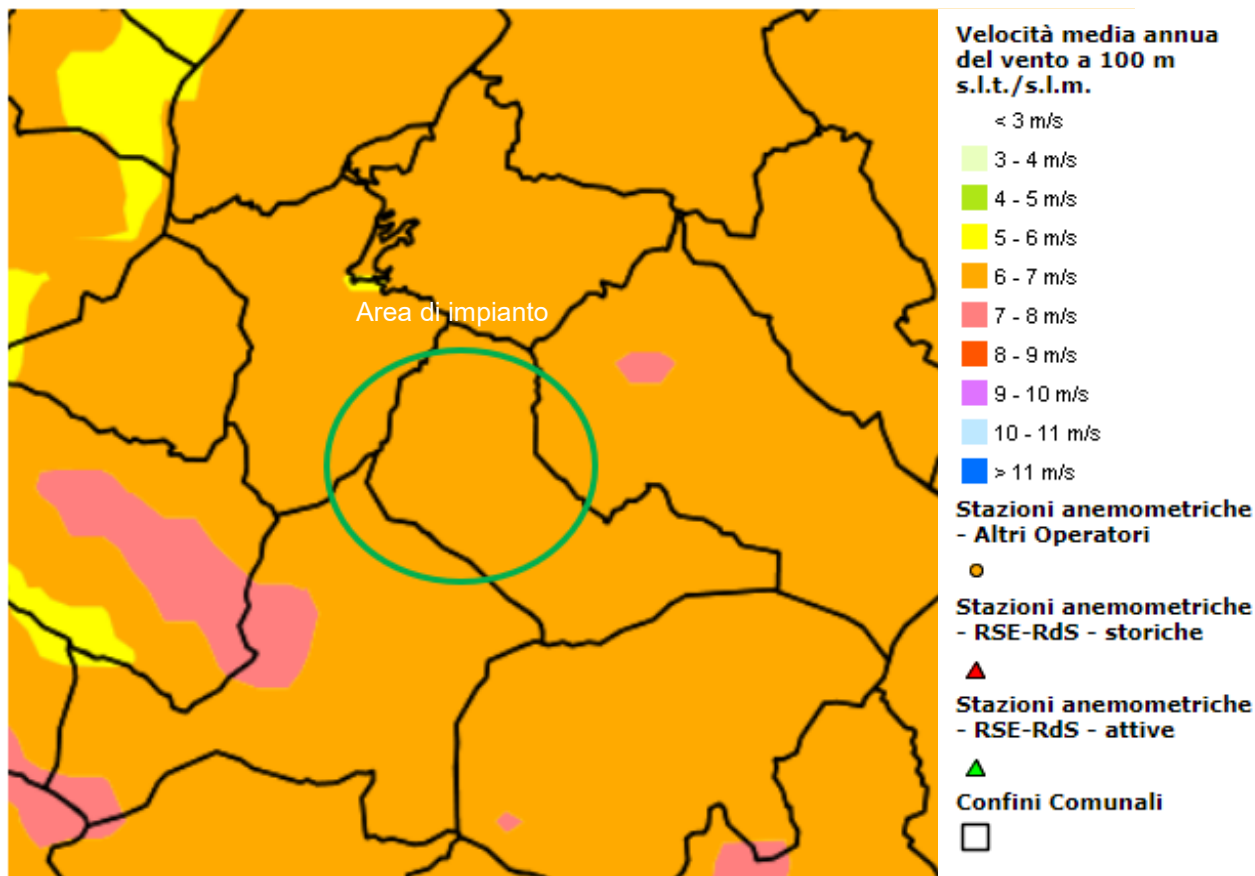 Area di impianto
Velocità media annua
del vento a 100 m
s.l.t./s.l.m.
< 3 m/s
3 - 4 m/s
4 - 5 m/s
5 - 6 m/s
6 - 7 m/s
7 - 8 m/s
8 - 9 m/s
9 - 10 m/s
10 - 11 m/s
> 11 m/s
Stazioni anemometriche
- Altri Operatori
Stazioni anemometriche
- RSE-RdS - storiche
Stazioni anemometriche
- RSE-RdS - attive
Confini Comunali